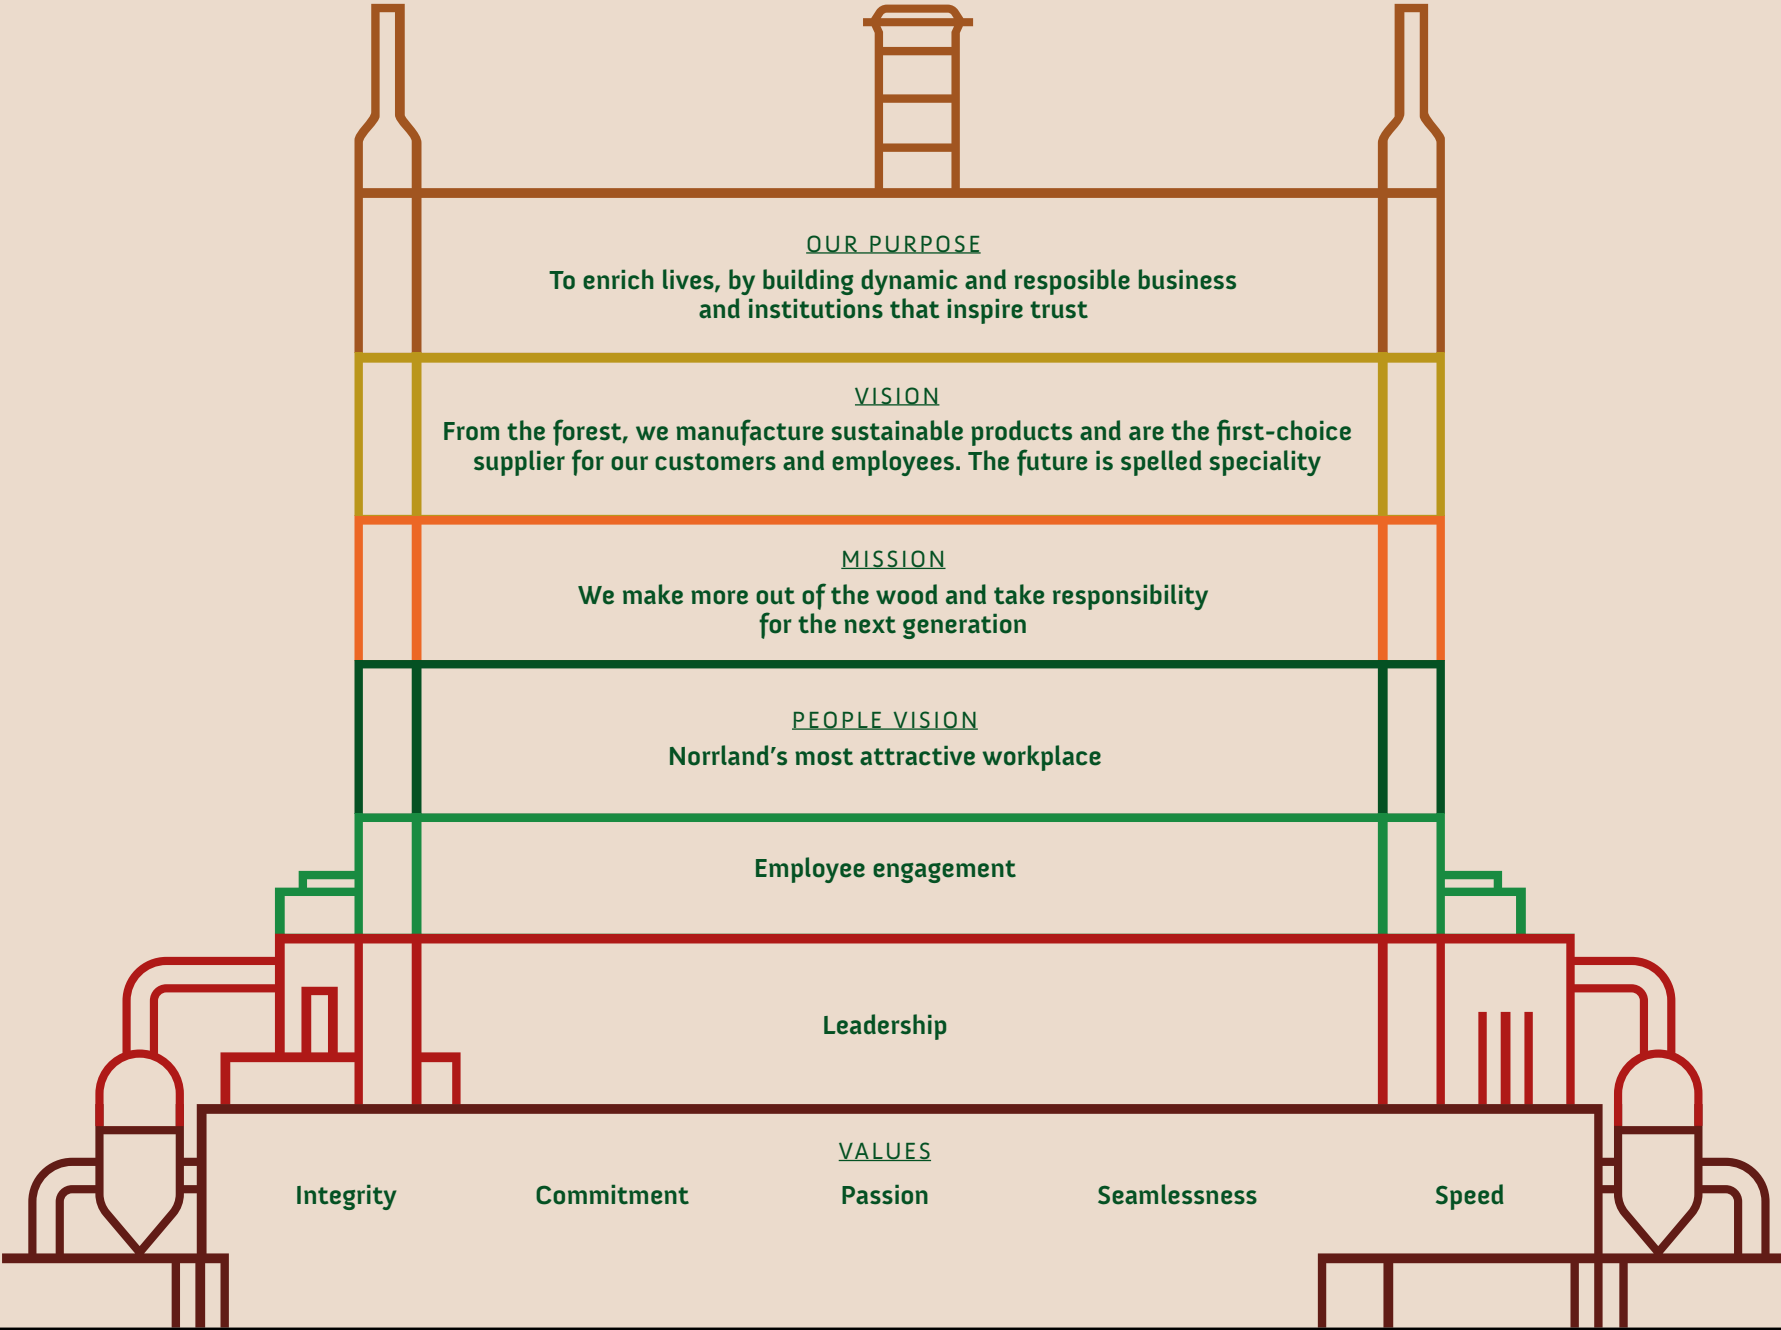 OUR PURPOSE
To enrich lives, by building dynamic and resposible business
and institutions that inspire trust
VISION
From the forest, we manufacture sustainable products and are the first-choice
supplier for our customers and employees. The future is spelled speciality
MISSION
We make more out of the wood and take responsibility
for the next generation
PEOPLE VISION
Norrland’s most attractive workplace
Employee engagement
Leadership
VALUES
Integrity Commitment Passion Seamlessness Speed